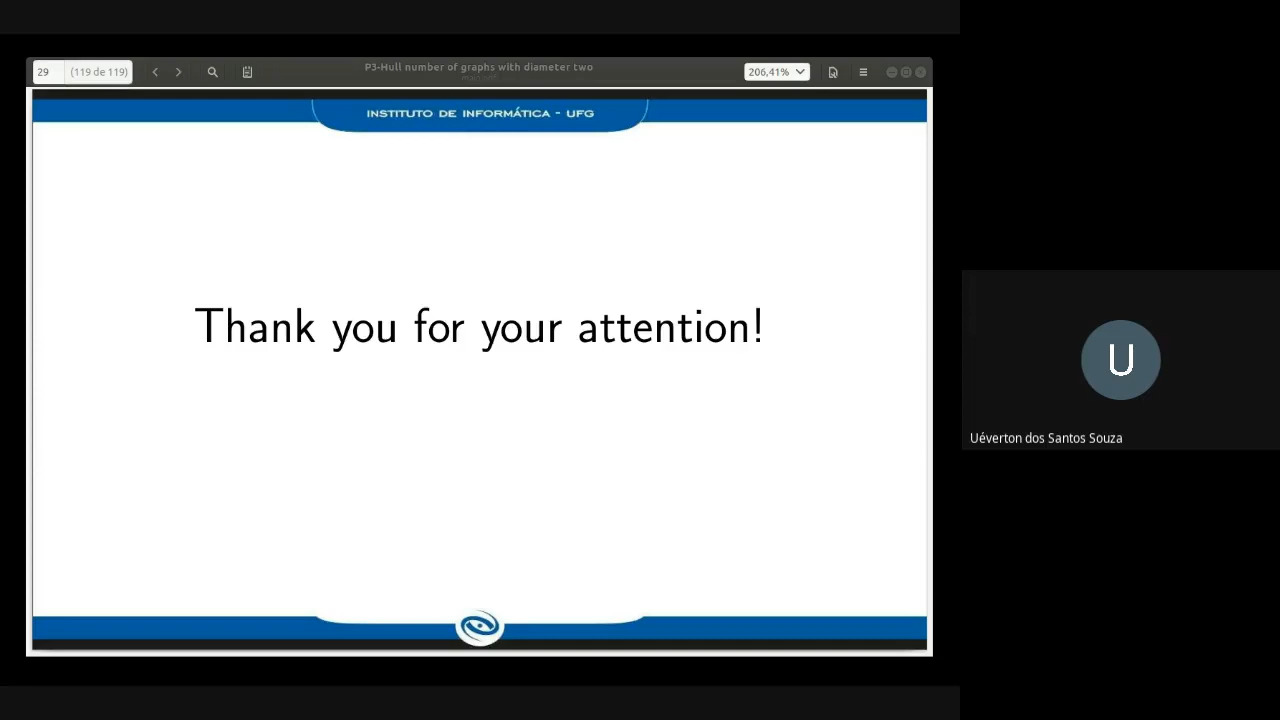 29 (119 de 119)
P3-Hull number of graphs with diameter two
206,41%
INSTITUTO DE INFORMÁTICA - UFG
Thank you for your attention!
U
Uéverton dos Santos Souza